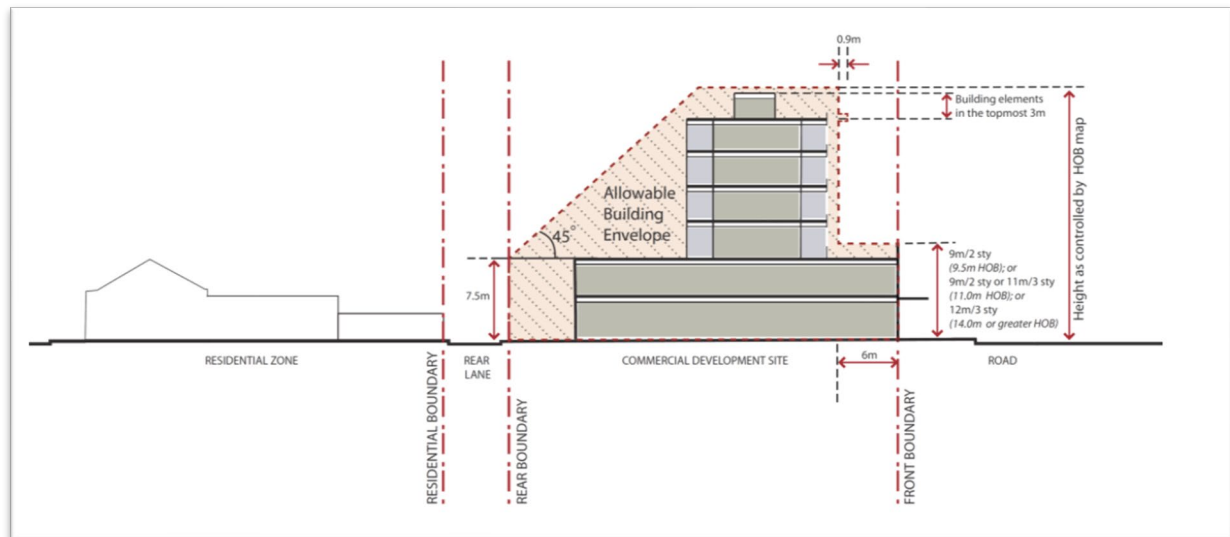 0.9m
Building elements
in the topmost 3m
Height as controlled by HOB map
Allowable
Building
Envelope
45°
7.5m
9m/2 sty
(9.5m HOB); or
9m/2 sty or 11m/3 sty
(11.0m HOB); or
12m/3 sty
(14.0m or greater HOB)
6m
RESIDENTIAL ZONE
REAR
LANE
COMMERCIAL DEVELOPMENT SITE
ROAD
RESIDENTIAL BOUNDARY
REAR BOUNDARY
FRONT BOUNDARY